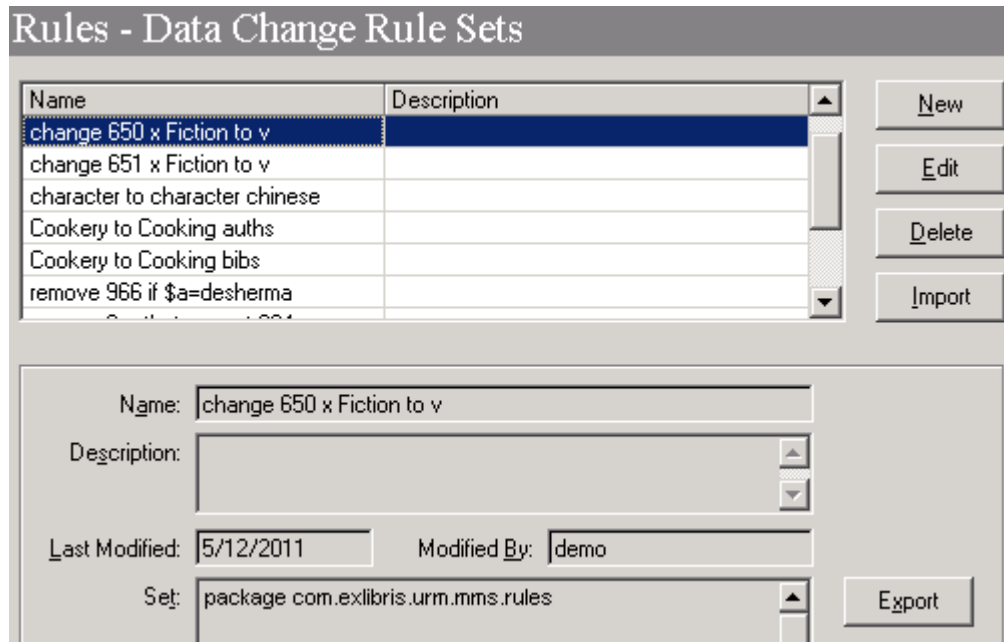 Rules - Data Change Rule Sets
Name Description
New
change 650 x Fiction to v
change 651 x Fiction to v
Edit
character to character chinese
Cookery to Cooking auths
Delete
Cookery to Cooking bibs
remove 966 if $a=desherma
Import
Name: change 650 x Fiction to v
Description:
Last Modified: 5/12/2011 Modified By: demo
Set: package com.exlibris.urm.mms.rules
Export